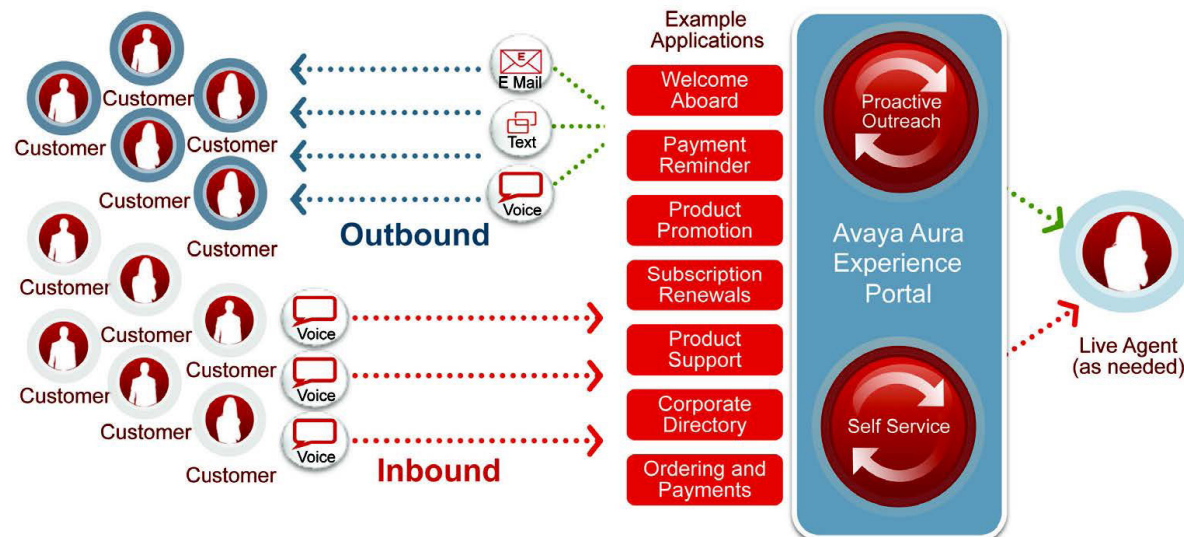 Example
Applications
E
E Mail
Customer
Customer
Customer
Customer
Customer
Text
Voice
Outbound
Welcome
Aboard
Payment
Reminder
Product
Promotion
Subscription
Renewals
Product
Support
Corporate
Directory
Ordering and
Payments
Proactive
Outreach
Avaya Aura
Experience
Portal
Self Service
Live Agent
(as needed)
Customer
Customer
Customer
Customer
Customer
Customer
Voice
Voice
Voice
Inbound